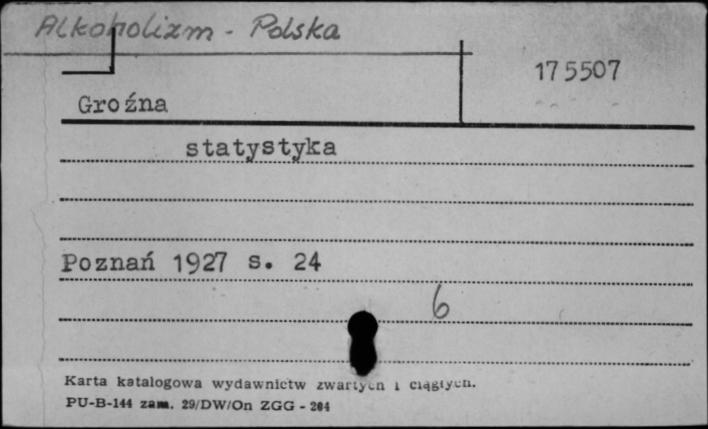 Alkoholizm - Polska
175507
Groźna
statystyka
Poznań 1927 s. 24
6
Karta katalogowa wydawnictw zwartych i ciągłych.
PU-B-144 zam. 29/DW/On ZGG - 204